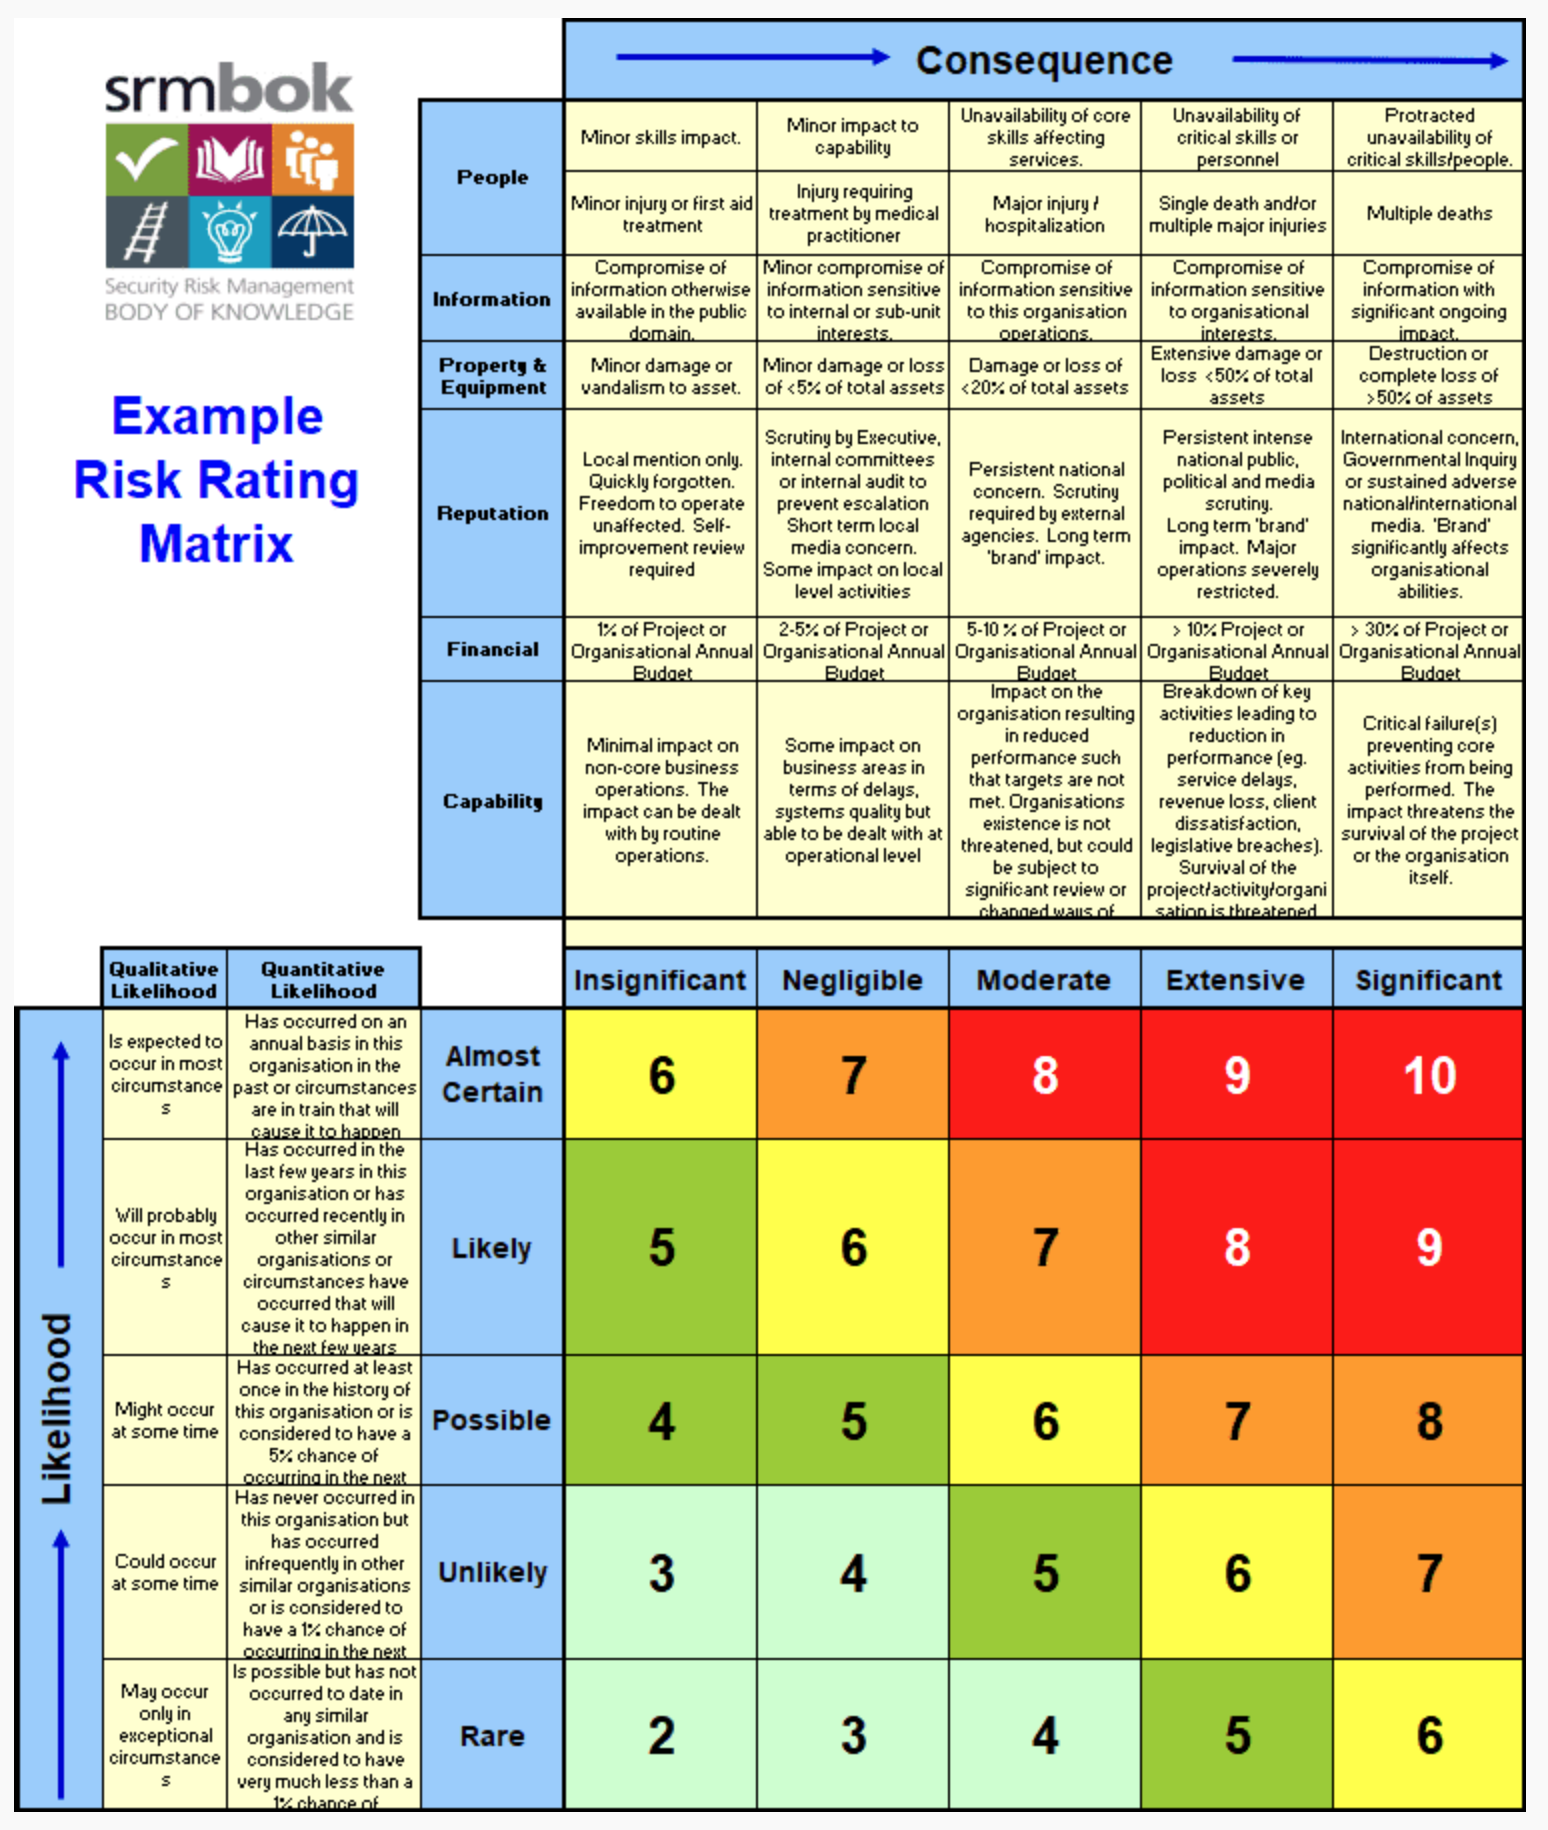 srmbok
Security Risk Management
BODY OF KNOWLEDGE
Example
Risk Rating
Matrix
Consequence
People
Minor skills impact.
Minor impact to
capability
Unavailability of core
skills affecting
services.
Unavailability of
critical skills or
personnel
Protracted
unavailability of
critical skills/people.
Minor injury or first aid
treatment
Injury requiring
treatment by medical
practitioner
Major injury /
hospitalization
Single death and/or
multiple major injuries
Multiple deaths
Information
Compromise of
information otherwise
available in the public
domain.
Minor compromise of
information sensitive
to internal or sub-unit
interests.
Compromise of
information sensitive
to this organisation
operations.
Compromise of
information sensitive
to organisational
interests.
Compromise of
information with
significant ongoing
impact.
Property &
Equipment
Minor damage or
vandalism to asset.
Minor damage or loss
of <5% of total assets
Damage or loss of
<20% of total assets
Extensive damage or
loss <50% of total
assets
Destruction or
complete loss of
>50% of assets
Reputation
Local mention only.
Quickly forgotten.
Freedom to operate
unaffected. Self-
improvement review
required
Scrutiny by Executive,
internal committees
or internal audit to
prevent escalation
Short term local
media concern.
Some impact on local
level activities
Persistent national
concern. Scrutiny
required by external
agencies. Long term
'brand' impact.
Persistent intense
national public,
political and media
scrutiny.
Long term 'brand'
impact. Major
operations severely
restricted.
International concern,
Governmental Inquiry
or sustained adverse
national/international
media. 'Brand'
significantly affects
organisational
abilities.
Financial
1% of Project or
Organisational Annual
Budget
2-5% of Project or
Organisational Annual
Budget
5-10 % of Project or
Organisational Annual
Budget
> 10% Project or
Organisational Annual
Budget
> 30% of Project or
Organisational Annual
Budget
Capability
Minimal impact on
non-core business
operations. The
impact can be dealt
with by routine
operations.
Some impact on
business areas in
terms of delays,
systems quality but
able to be dealt with at
operational level
Impact on the
organisation resulting
in reduced
performance such
that targets are not
met. Organisations
existence is not
threatened, but could
be subject to
significant review or
changed ways of
Breakdown of key
activities leading to
reduction in
performance (eg.
service delays,
revenue loss, client
dissatisfaction,
legislative breaches).
Survival of the
project/activity/organi
sation is threatened
Critical failure(s)
preventing core
activities from being
performed. The
impact threatens the
survival of the project
or the organisation
itself.
Qualitative
Likelihood
Quantitative
Likelihood
Insignificant
Negligible
Moderate
Extensive
Significant
Likelihood
Is expected to
occur in most
circumstance
s
Has occurred on an
annual basis in this
organisation in the
past or circumstances
are in train that will
cause it to happen
Almost
Certain
6
7
8
9
10
Will probably
occur in most
circumstance
s
Has occurred in the
last few years in this
organisation or has
occurred recently in
other similar
organisations or
circumstances have
occurred that will
cause it to happen in
the next few years
Likely
5
6
7
8
9
Might occur
at some time
Has occurred at least
once in the history of
this organisation or is
considered to have a
5% chance of
occurring in the next
Possible
4
5
6
7
8
Could occur
at some time
Has never occurred in
this organisation but
has occurred
infrequently in other
similar organisations
or is considered to
have a 1% chance of
occurring in the next
Unlikely
3
4
5
6
7
May occur
only in
exceptional
circumstance
s
Is possible but has not
occurred to date in
any similar
organisation and is
considered to have
very much less than a
1% chance of
Rare
2
3
4
5
6